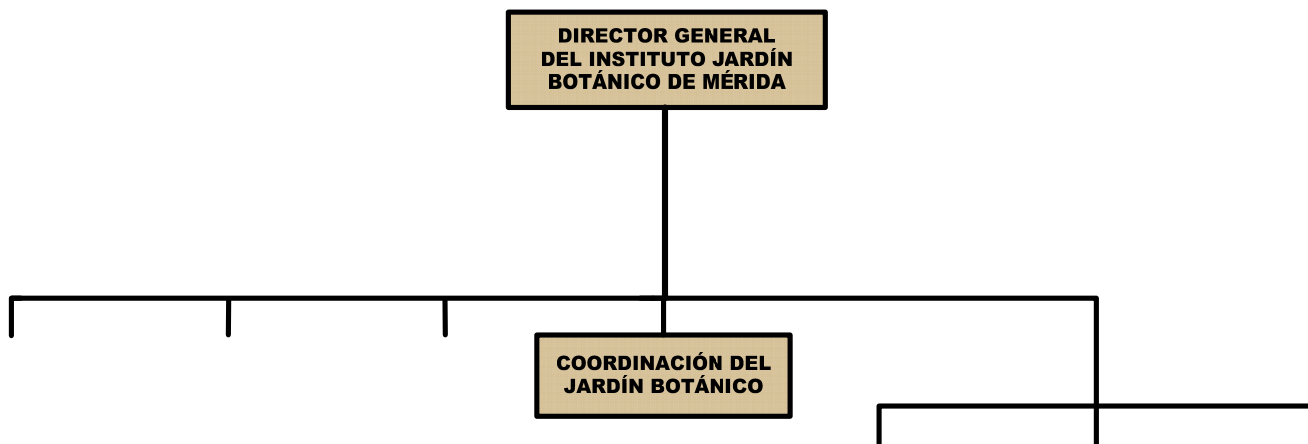 DIRECTOR GENERAL
DEL INSTITUTO JARDÍN
BOTÁNICO DE MÉRIDA
COORDINACIÓN DEL
JARDÍN BOTÁNICO